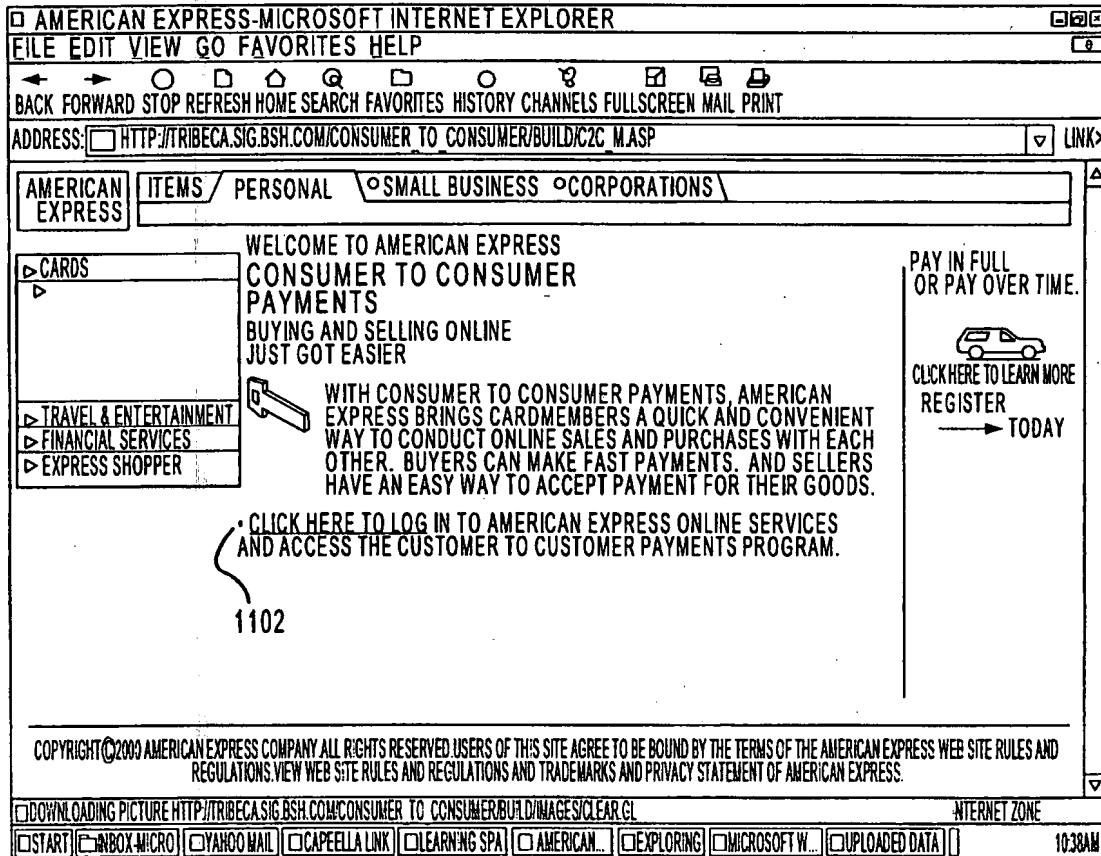 AMERICAN EXPRESS-MICROSOFT INTERNET EXPLORER
FILE EDIT VIEW GO FAVORITES HELP
BACK FORWARD STOP REFRESH HOME SEARCH FAVORITES HISTORY CHANNELS FULLSCREEN MAIL PRINT
ADDRESS: HTTP://TRIBECA.SIG.BSH.COM/CONSUMER_TO_CONSUMER/BUILD/C2C_M.ASP LINK>
AMERICAN EXPRESS
ITEMS PERSONAL SMALL BUSINESS CORPORATIONS
CARDS
TRAVEL & ENTERTAINMENT
FINANCIAL SERVICES
EXPRESS SHOPPER
WELCOME TO AMERICAN EXPRESS
CONSUMER TO CONSUMER
PAYMENTS
BUYING AND SELLING ONLINE
JUST GOT EASIER
WITH CONSUMER TO CONSUMER PAYMENTS, AMERICAN
EXPRESS BRINGS CARDMEMBERS A QUICK AND CONVENIENT
WAY TO CONDUCT ONLINE SALES AND PURCHASES WITH EACH
OTHER. BUYERS CAN MAKE FAST PAYMENTS. AND SELLERS
HAVE AN EASY WAY TO ACCEPT PAYMENT FOR THEIR GOODS.
• CLICK HERE TO LOG IN TO AMERICAN EXPRESS ONLINE SERVICES
AND ACCESS THE CUSTOMER TO CUSTOMER PAYMENTS PROGRAM.
1102
PAY IN FULL
OR PAY OVER TIME.
CLICK HERE TO LEARN MORE
REGISTER
TODAY
COPYRIGHT©2000 AMERICAN EXPRESS COMPANY ALL RIGHTS RESERVED.USERS OF THIS SITE AGREE TO BE BOUND BY THE TERMS OF THE AMERICAN EXPRESS WEB SITE RULES AND
REGULATIONS.VIEW WEB SITE RULES AND REGULATIONS AND TRADEMARKS AND PRIVACY STATEMENT OF AMERICAN EXPRESS.
DOWNLOADING PICTURE HTTP://TRIBECA.SIG.BSH.COM/CONSUMER_TO_CONSUMER/BUILD/IMAGES/CLEAR.GL NTERNET ZONE
START INBOX-MICRO YAHOO MAIL CAPEELLA LINK LEARNING SPA AMERICAN... EXPLORING MICROSOFT W... UPLOADED DATA 10:38AM